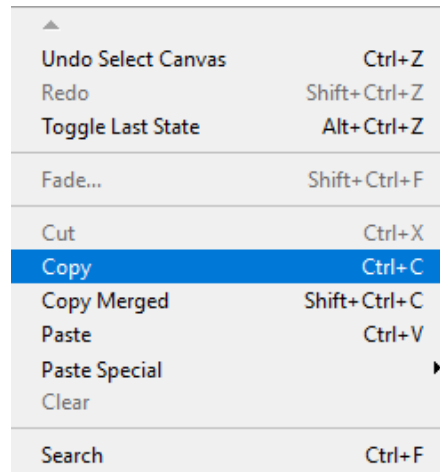 Undo Select Canvas Ctrl+Z
Redo Shift+Ctrl+Z
Toggle Last State Alt+Ctrl+Z
Fade... Shift+Ctrl+F
Cut Ctrl+X
Copy Ctrl+C
Copy Merged Shift+Ctrl+C
Paste Ctrl+V
Paste Special
Clear
Search Ctrl+F